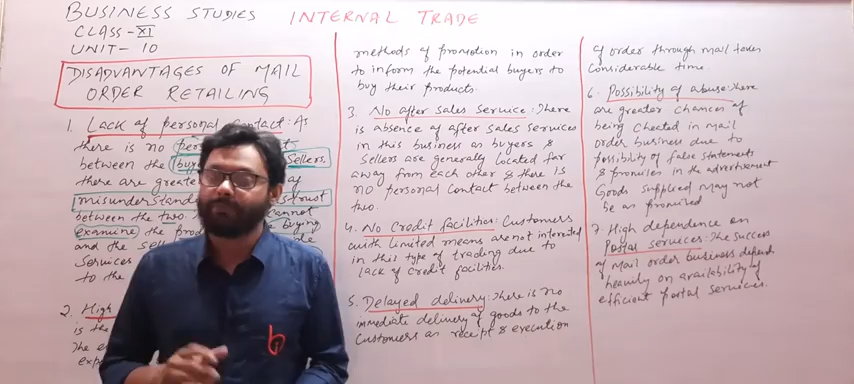 BUSINESS STUDIES
INTERNAL TRADE
CLASS-XI
UNIT-10
DISADVANTAGES OF MAIL
ORDER RETAILING
1. Lack of personal contact: As
there is no
between the Sellers,
there are
between the two
examine the buying
and the
Services
to the
2. High
is the
The
methods of promotion in order
to inform the potential buyers to
buy their products.
3. No after sales service: There
is absence of after sales services
in this business as buyers &
sellers are generally located far
away from each other & there is
no personal contact between the
two.
4. No Credit facilities: Customers
with limited means are not interested
in this type of trading due to
lack of credit facilities.
5. Delayed delivery: There is no
immediate delivery of goods to the
customers as receipt & execution
of order through mail takes
considerable time.
6. Possibility of abuse: There
are greater chances of
being cheated in mail
order business due to
possibility of false statements
& promises in the advertisement
Goods supplied may not
be as promised
7. High dependence on
Postal services: The success
of mail order business depend
heavily on availability of
efficient postal services.